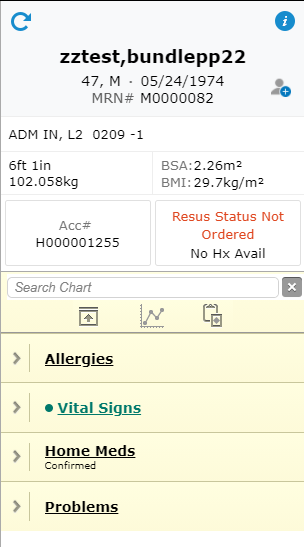 zztest,bundlepp22
47, M · 05/24/1974
MRN# M0000082
ADM IN, L2 0209 -1
6ft 1in
102.058kg
BSA: 2.26m²
BMI: 29.7kg/m²
Acc#
H000001255
Resus Status Not
Ordered
No Hx Avail
Search Chart
Allergies
Vital Signs
Home Meds
Confirmed
Problems